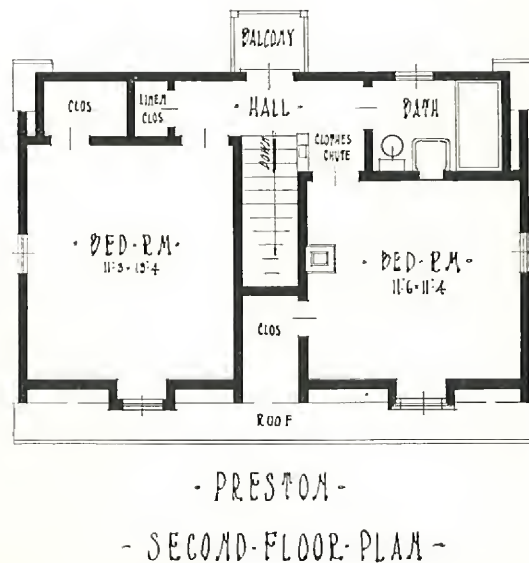 BALCONY
CLOS
LINEN
CLOS
- HALL -
BATH
DOWN
CLOTHES
CHUTE
- BED-RM -
11'-3 × 15'-4
- BED-RM -
11'-6 × 11'-4
CLOS
ROOF
- PRESTON -
- SECOND-FLOOR-PLAN -